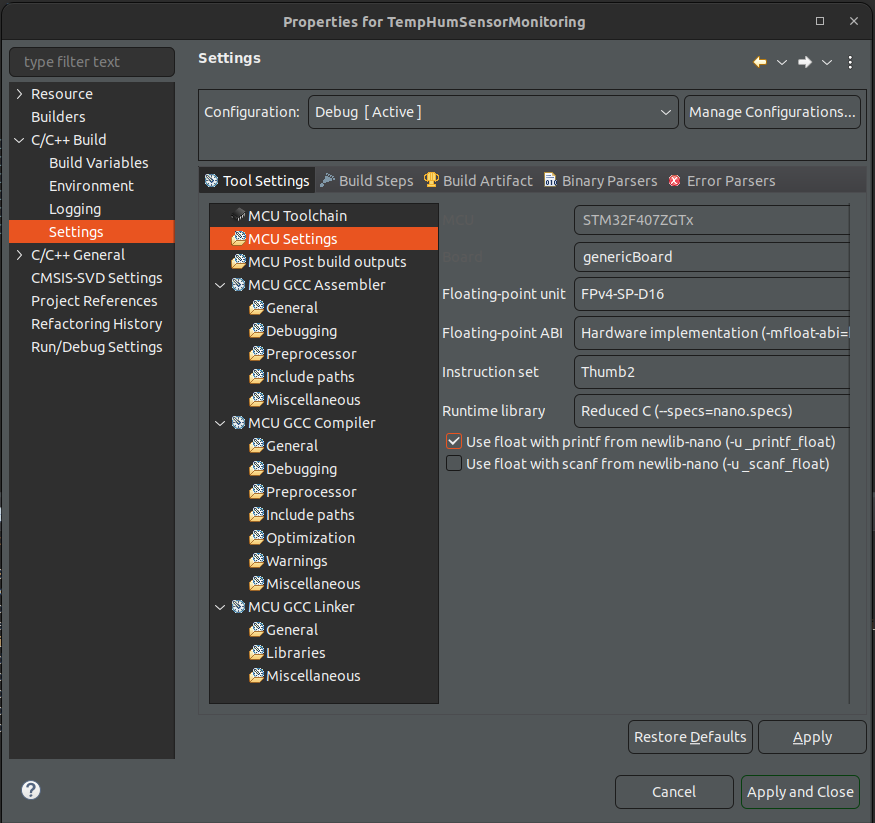 Properties for TempHumSensorMonitoring
type filter text
Resource
Builders
C/C++ Build
Build Variables
Environment
Logging
Settings
C/C++ General
CMSIS-SVD Settings
Project References
Refactoring History
Run/Debug Settings
Settings
Configuration: Debug [ Active ] Manage Configurations...
Tool Settings Build Steps Build Artifact Binary Parsers Error Parsers
MCU Toolchain
MCU Settings
MCU Post build outputs
MCU GCC Assembler
General
Debugging
Preprocessor
Include paths
Miscellaneous
MCU GCC Compiler
General
Debugging
Preprocessor
Include paths
Optimization
Warnings
Miscellaneous
MCU GCC Linker
General
Libraries
Miscellaneous
MCU STM32F407ZGTx
Board genericBoard
Floating-point unit FPv4-SP-D16
Floating-point ABI Hardware implementation (-mfloat-abi=
Instruction set Thumb2
Runtime library Reduced C (--specs=nano.specs)
Use float with printf from newlib-nano (-u _printf_float)
Use float with scanf from newlib-nano (-u _scanf_float)
Restore Defaults Apply
Cancel Apply and Close